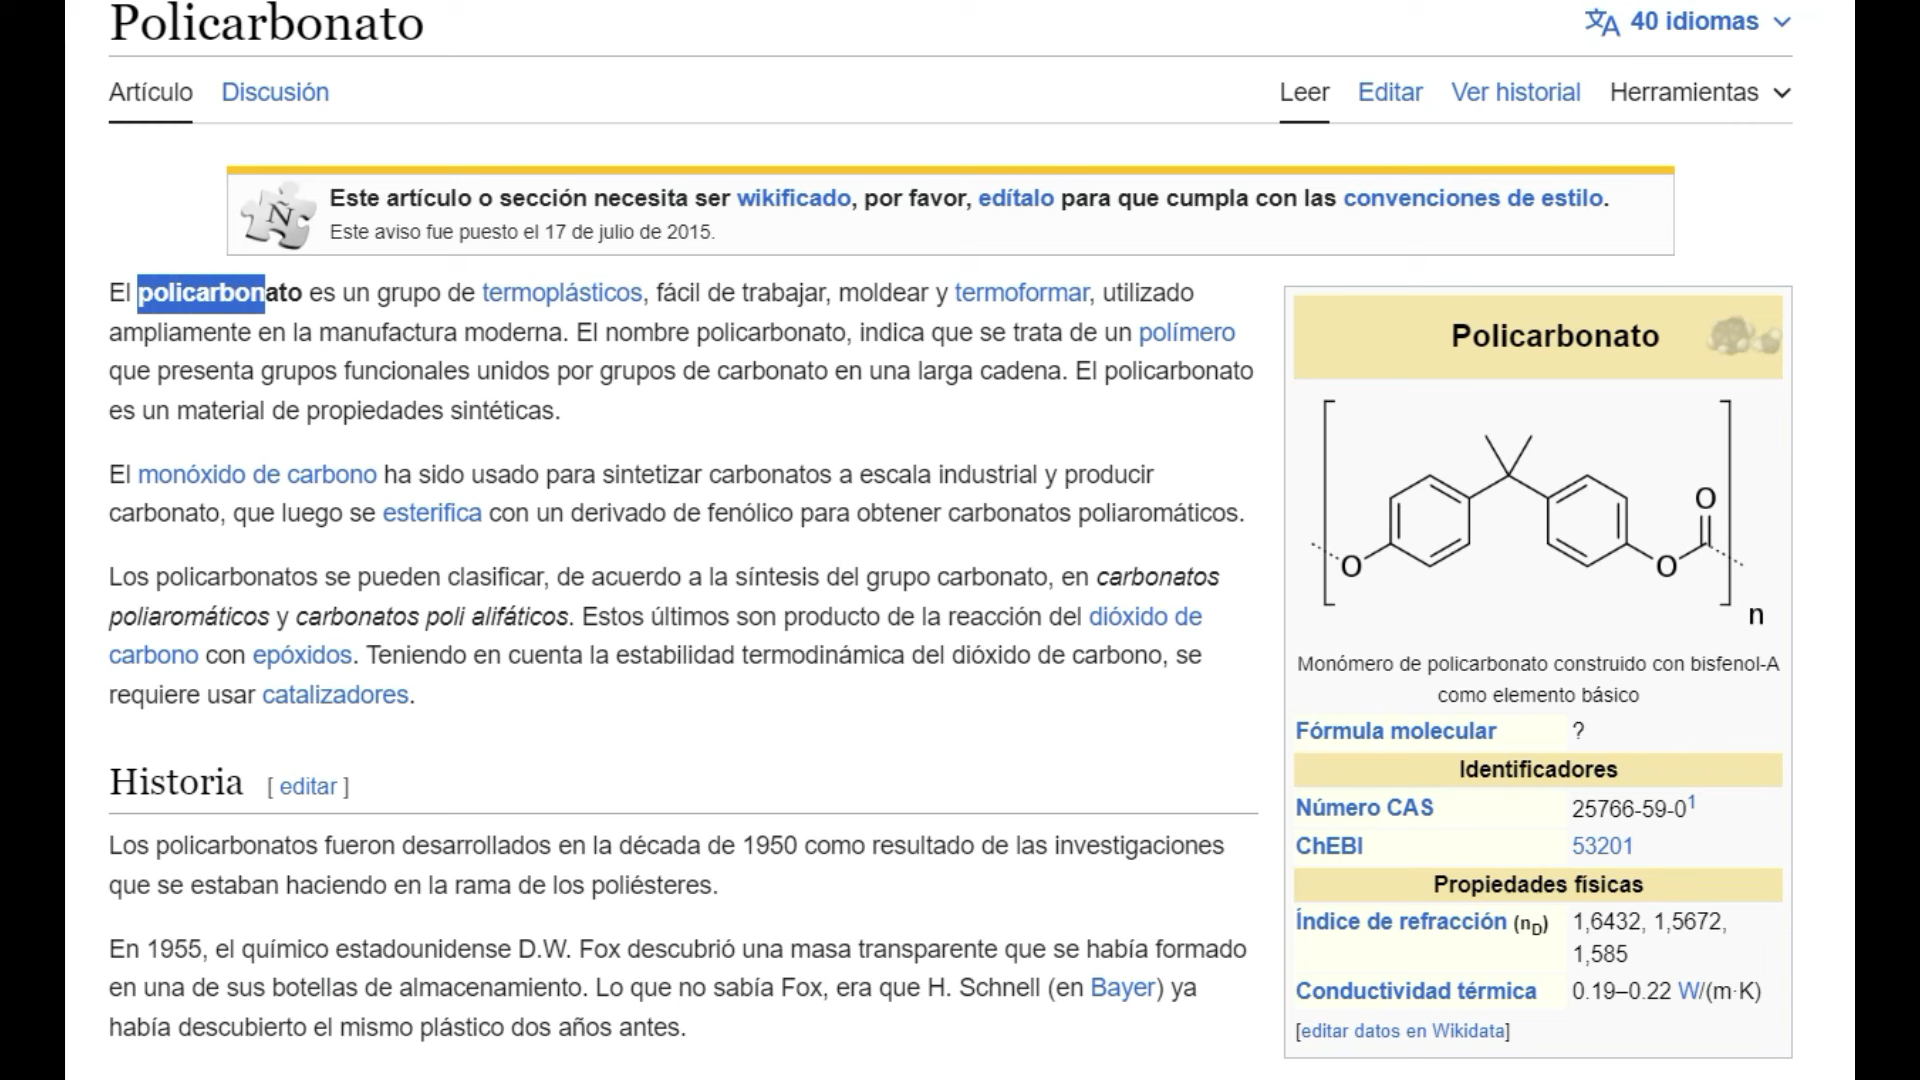 Policarbonato
40 idiomas
Artículo Discusión
Leer Editar Ver historial Herramientas
Este artículo o sección necesita ser wikificado, por favor, edítalo para que cumpla con las convenciones de estilo.
Este aviso fue puesto el 17 de julio de 2015.
El policarbonato es un grupo de termoplásticos, fácil de trabajar, moldear y termoformar, utilizado
ampliamente en la manufactura moderna. El nombre policarbonato, indica que se trata de un polímero
que presenta grupos funcionales unidos por grupos de carbonato en una larga cadena. El policarbonato
es un material de propiedades sintéticas.
El monóxido de carbono ha sido usado para sintetizar carbonatos a escala industrial y producir
carbonato, que luego se esterifica con un derivado de fenólico para obtener carbonatos poliaromáticos.
Los policarbonatos se pueden clasificar, de acuerdo a la síntesis del grupo carbonato, en carbonatos
poliaromáticos y carbonatos poli alifáticos. Estos últimos son producto de la reacción del dióxido de
carbono con epóxidos. Teniendo en cuenta la estabilidad termodinámica del dióxido de carbono, se
requiere usar catalizadores.
Historia [ editar ]
Los policarbonatos fueron desarrollados en la década de 1950 como resultado de las investigaciones
que se estaban haciendo en la rama de los poliésteres.
En 1955, el químico estadounidense D.W. Fox descubrió una masa transparente que se había formado
en una de sus botellas de almacenamiento. Lo que no sabía Fox, era que H. Schnell (en Bayer) ya
había descubierto el mismo plástico dos años antes.
Policarbonato
O
O O
n
Monómero de policarbonato construido con bisfenol-A
como elemento básico
Fórmula molecular ?
Identificadores
Número CAS 25766-59-0¹
ChEBI 53201
Propiedades físicas
Índice de refracción (nD) 1,6432, 1,5672,
1,585
Conductividad térmica 0.19–0.22 W/(m·K)
[editar datos en Wikidata]